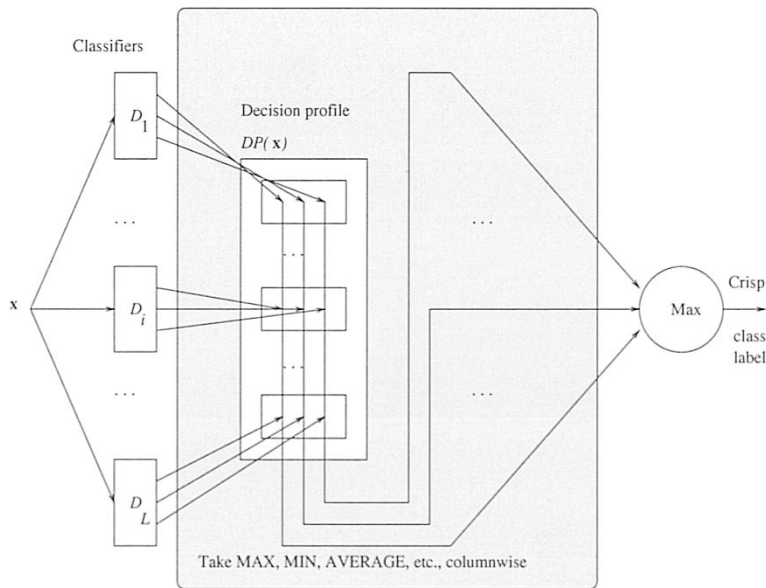 Classifiers
D1
Decision profile
DP( x)
. . .
. . .
. . .
x
Di
Max
Crisp
class
label
. . .
. . .
. . .
DL
Take MAX, MIN, AVERAGE, etc., columnwise